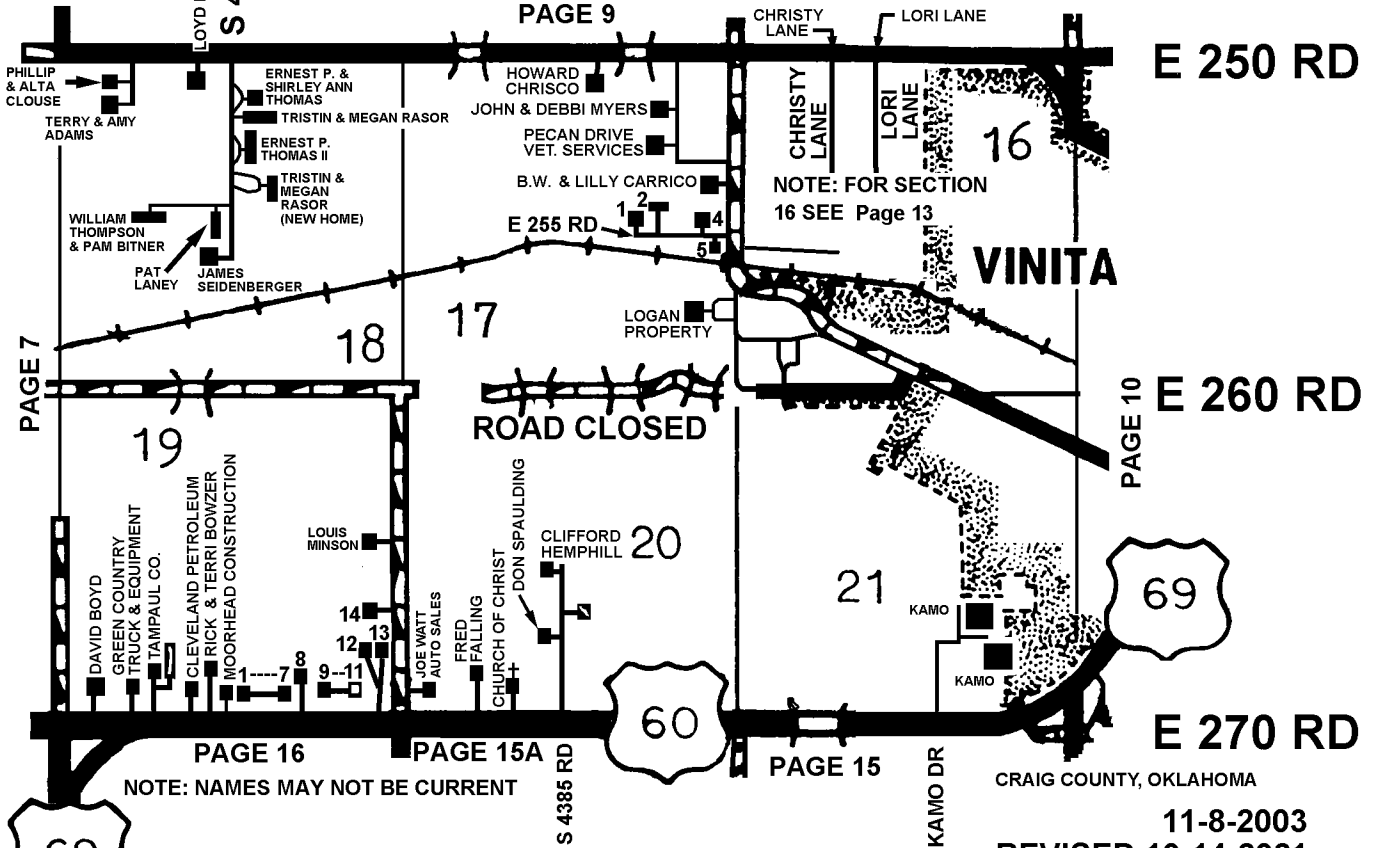 PAGE 9
S 4
LOYD
CHRISTY
LANE
LORI LANE
E 250 RD
PHILLIP
& ALTA
CLOUSE
TERRY & AMY
ADAMS
ERNEST P. &
SHIRLEY ANN
THOMAS
TRISTIN & MEGAN RASOR
ERNEST P.
THOMAS II
TRISTIN &
MEGAN
RASOR
(NEW HOME)
WILLIAM
THOMPSON
& PAM BITNER
PAT
LANEY
JAMES
SEIDENBERGER
HOWARD
CHRISCO
JOHN & DEBBI MYERS
PECAN DRIVE
VET. SERVICES
B.W. & LILLY CARRICO
1
2
4
5
E 255 RD
CHRISTY
LANE
LORI
LANE
16
NOTE: FOR SECTION
16 SEE Page 13
VINITA
LOGAN
PROPERTY
18
17
PAGE 7
E 260 RD
PAGE 10
ROAD CLOSED
19
DAVID BOYD
GREEN COUNTRY
TRUCK & EQUIPMENT
TAMPAUL CO.
CLEVELAND PETROLEUM
RICK & TERRI BOWZER
MOORHEAD CONSTRUCTION
1----7
8
9--11
12
13
14
LOUIS
MINSON
JOE WATT
AUTO SALES
FRED
FALLING
CHURCH OF CHRIST
DON SPAULDING
CLIFFORD
HEMPHILL
20
21
KAMO
KAMO
69
60
E 270 RD
PAGE 16
PAGE 15A
PAGE 15
NOTE: NAMES MAY NOT BE CURRENT
S 4385 RD
KAMO DR
CRAIG COUNTY, OKLAHOMA
11-8-2003
REVISED 10-14-2021
69